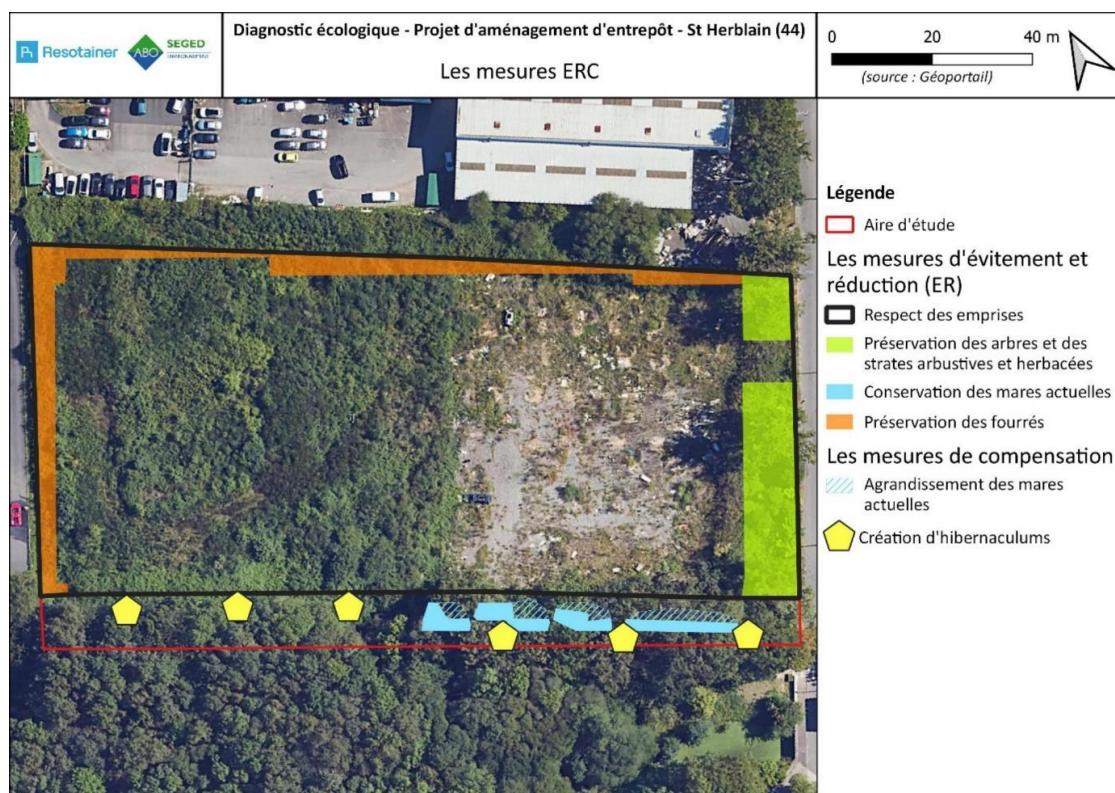 Resotainer
ABO
SEGED
Diagnostic écologique - Projet d'aménagement d'entrepôt - St Herblain (44)
Les mesures ERC
0 20 40 m
(source : Géoportail)
Légende
Aire d'étude
Les mesures d'évitement et
réduction (ER)
Respect des emprises
Préservation des arbres et des
strates arbustives et herbacées
Conservation des mares actuelles
Préservation des fourrés
Les mesures de compensation
Agrandissement des mares
actuelles
Création d'hibernaculums